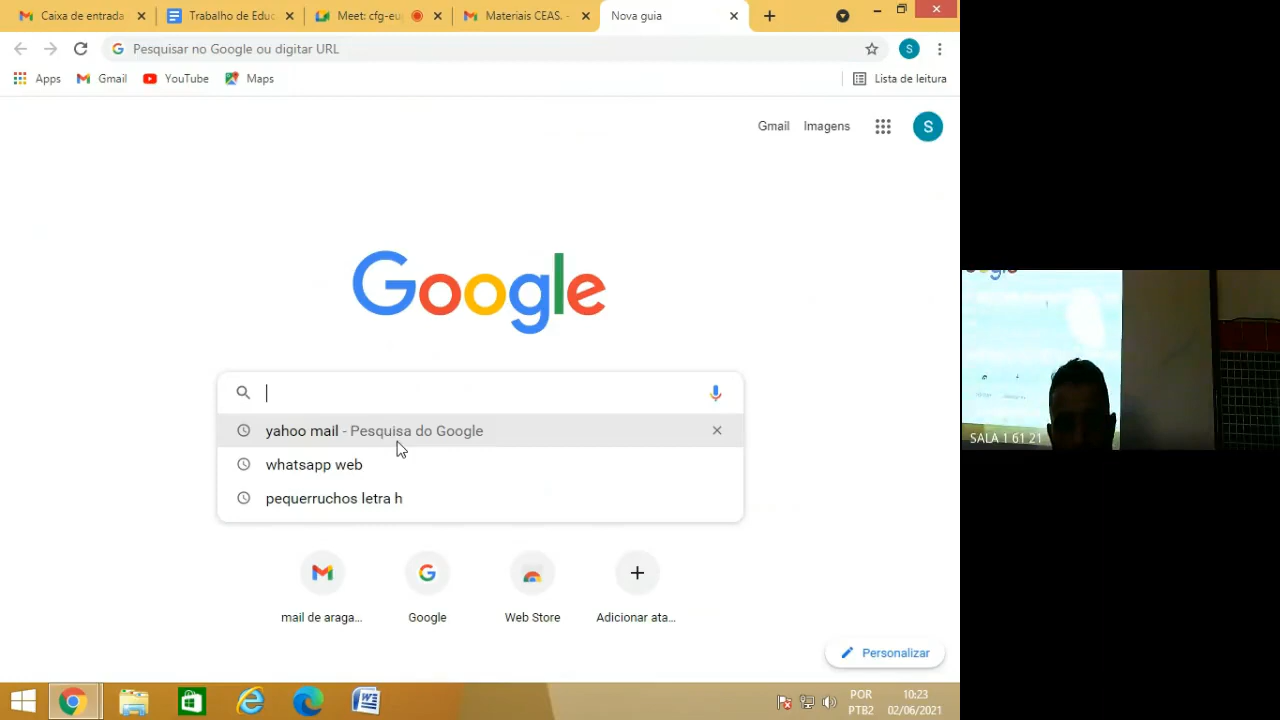 Caixa de entrada
Trabalho de Educ
Meet: cfg-eu
Materiais CEAS. -
Nova guia
Pesquisar no Google ou digitar URL
S
Apps
Gmail
YouTube
Maps
Lista de leitura
Gmail
Imagens
S
Google
yahoo mail - Pesquisa do Google
whatsapp web
pequerruchos letra h
mail de araga...
Google
Web Store
Adicionar ata...
Personalizar
POR
PTB2
10:23
02/06/2021
SALA 1 61 21